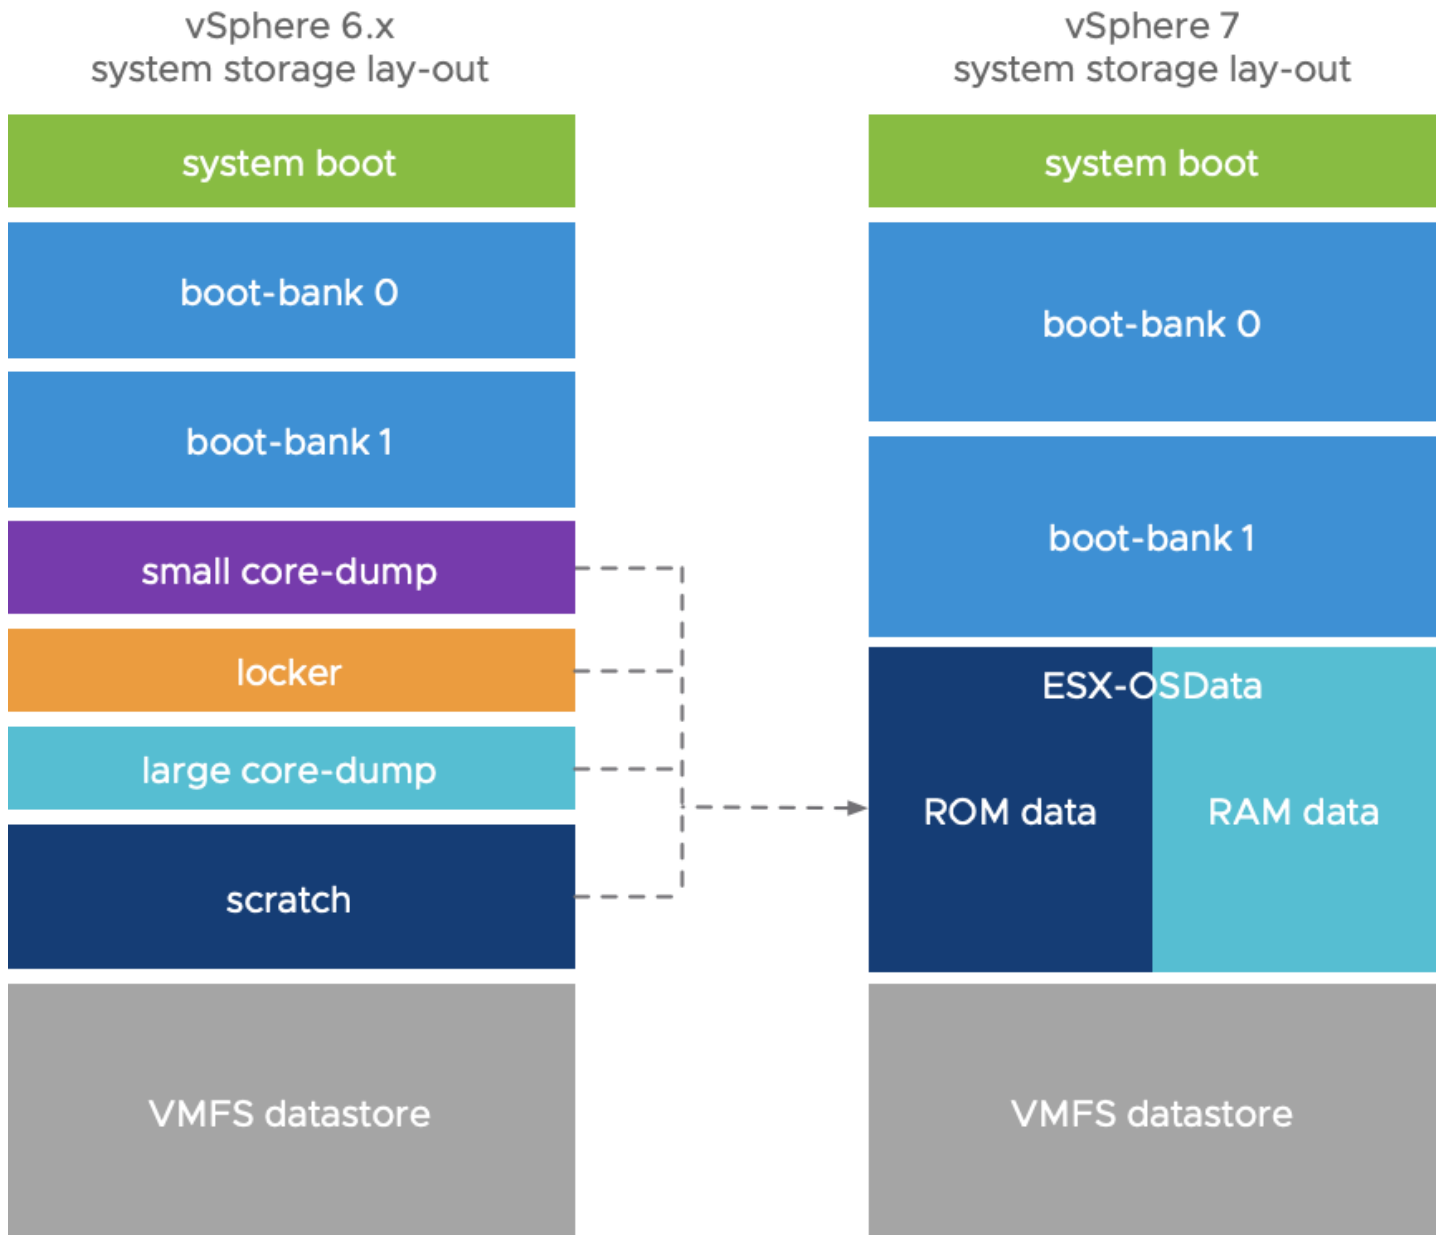 vSphere 6.x
system storage lay-out
system boot
boot-bank 0
boot-bank 1
small core-dump
locker
large core-dump
scratch
VMFS datastore
vSphere 7
system storage lay-out
system boot
boot-bank 0
boot-bank 1
ESX-OSData
ROM data
RAM data
VMFS datastore